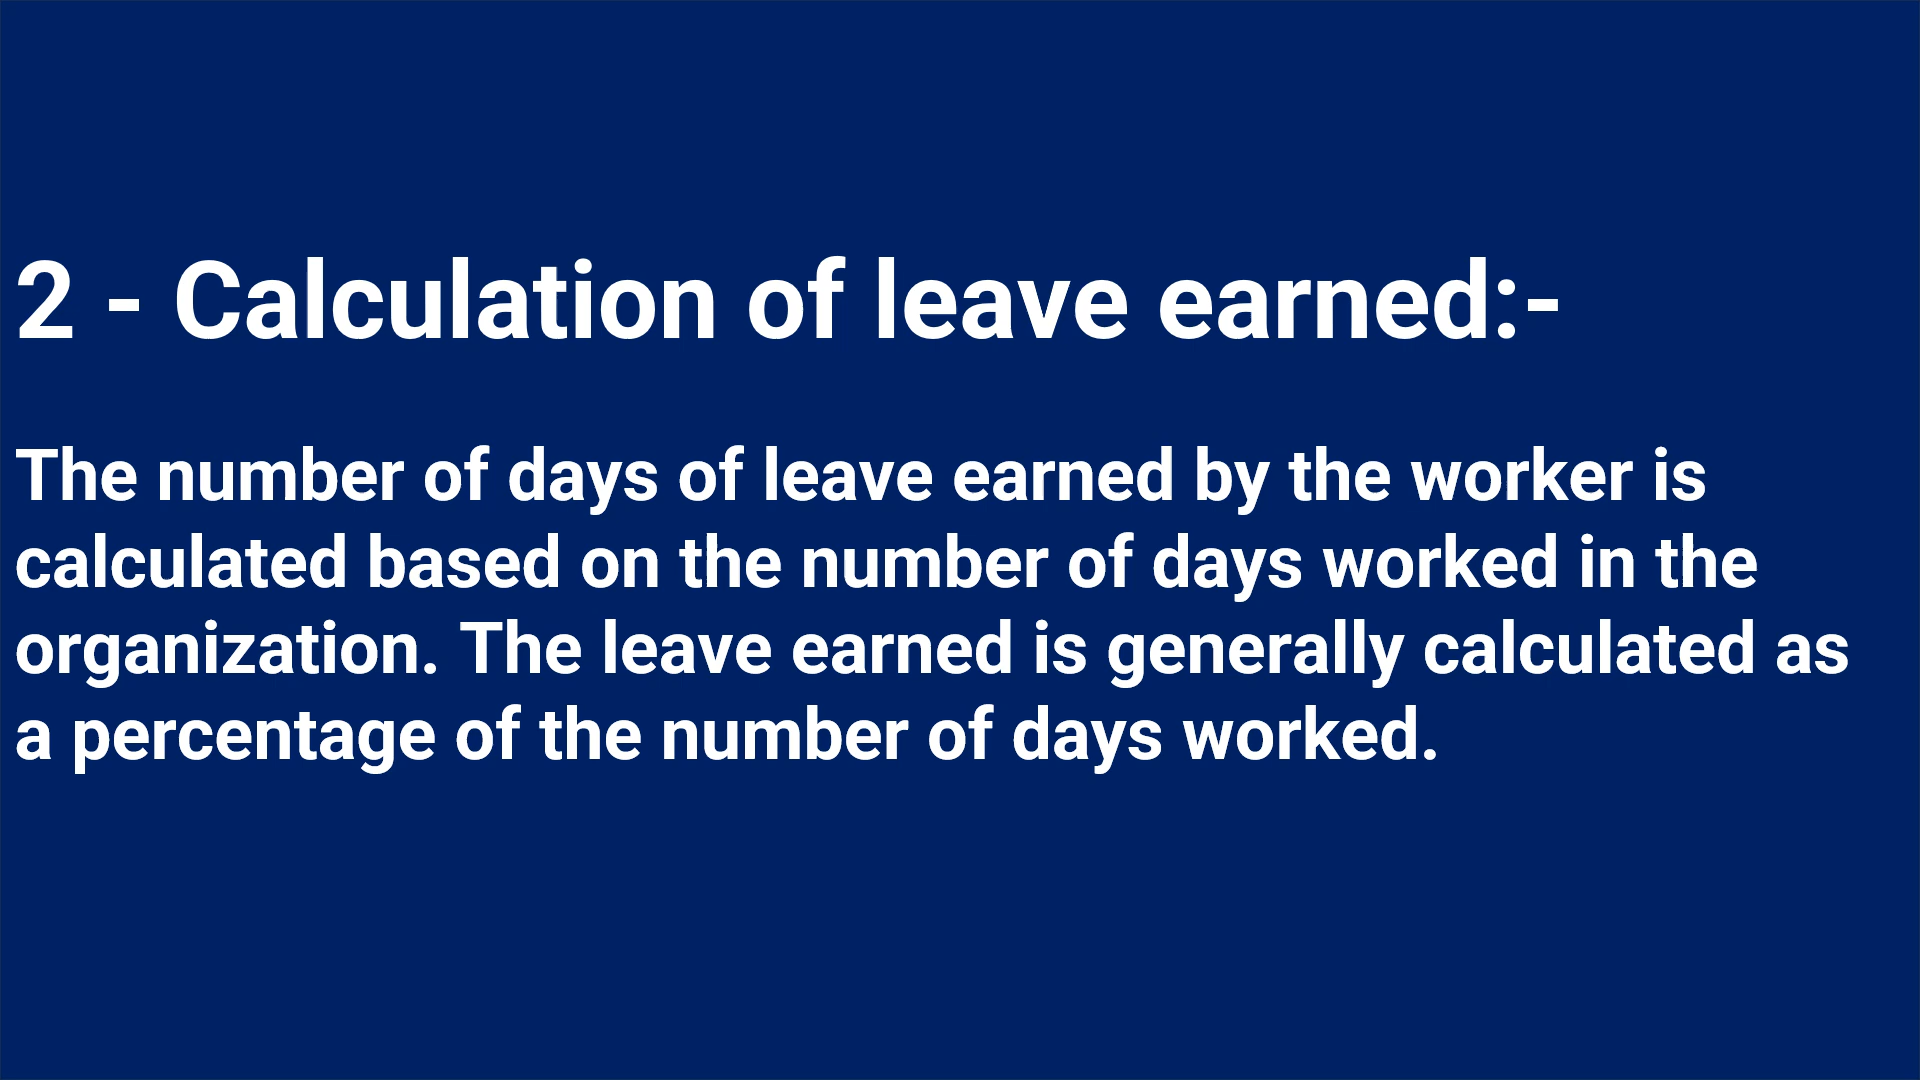 2 - Calculation of leave earned:-
The number of days of leave earned by the worker is
calculated based on the number of days worked in the
organization. The leave earned is generally calculated as
a percentage of the number of days worked.